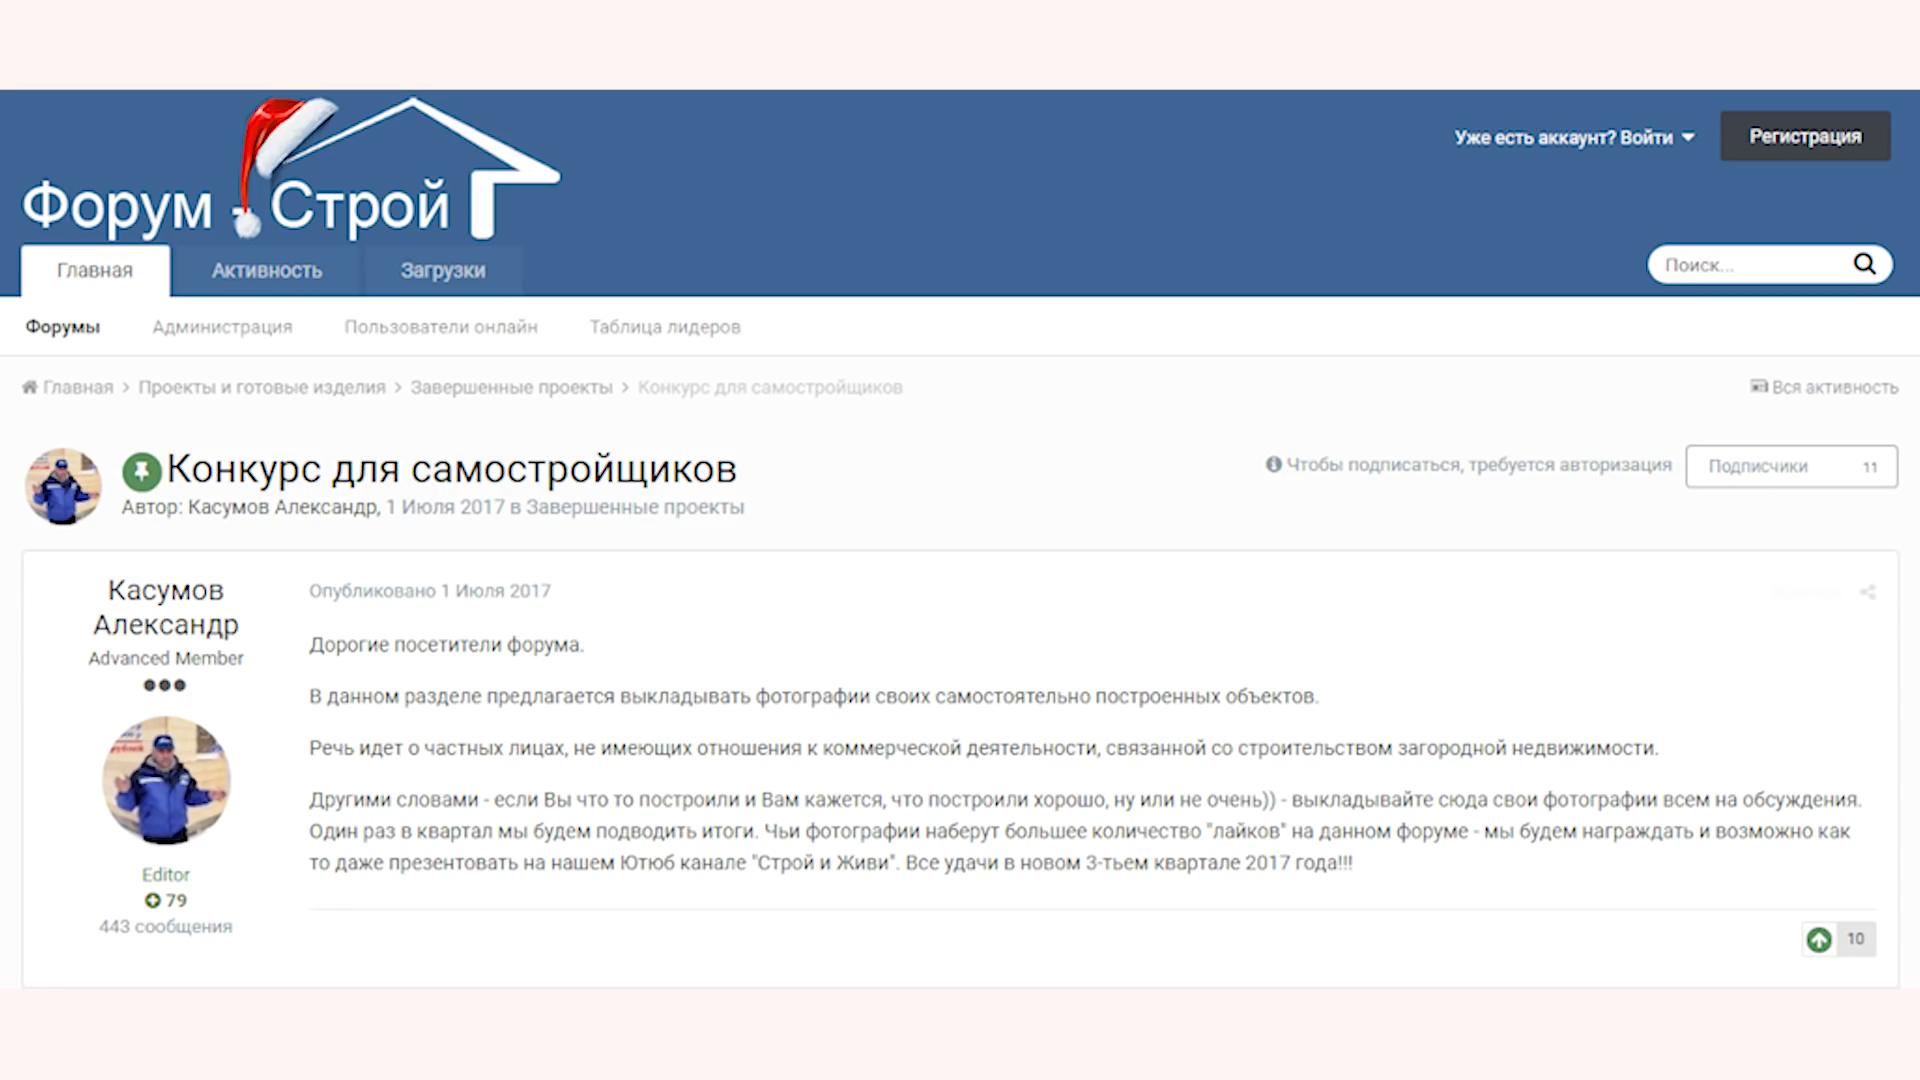 Форум - Строй
Уже есть аккаунт? Войти
Регистрация
Главная
Активность
Загрузки
Поиск...
Форумы
Администрация
Пользователи онлайн
Таблица лидеров
Главная > Проекты и готовые изделия > Завершенные проекты > Конкурс для самостройщиков
Вся активность
Конкурс для самостройщиков
Автор: Касумов Александр, 1 Июля 2017 в Завершенные проекты
Чтобы подписаться, требуется авторизация
Подписчики 11
Касумов
Александр
Advanced Member
Editor
79
443 сообщения
Опубликовано 1 Июля 2017
Дорогие посетители форума.
В данном разделе предлагается выкладывать фотографии своих самостоятельно построенных объектов.
Речь идет о частных лицах, не имеющих отношения к коммерческой деятельности, связанной со строительством загородной недвижимости.
Другими словами - если Вы что то построили и Вам кажется, что построили хорошо, ну или не очень)) - выкладывайте сюда свои фотографии всем на обсуждения.
Один раз в квартал мы будем подводить итоги. Чьи фотографии наберут большее количество "лайков" на данном форуме - мы будем награждать и возможно как
то даже презентовать на нашем Ютюб канале "Строй и Живи". Все удачи в новом 3-тьем квартале 2017 года!!!
10